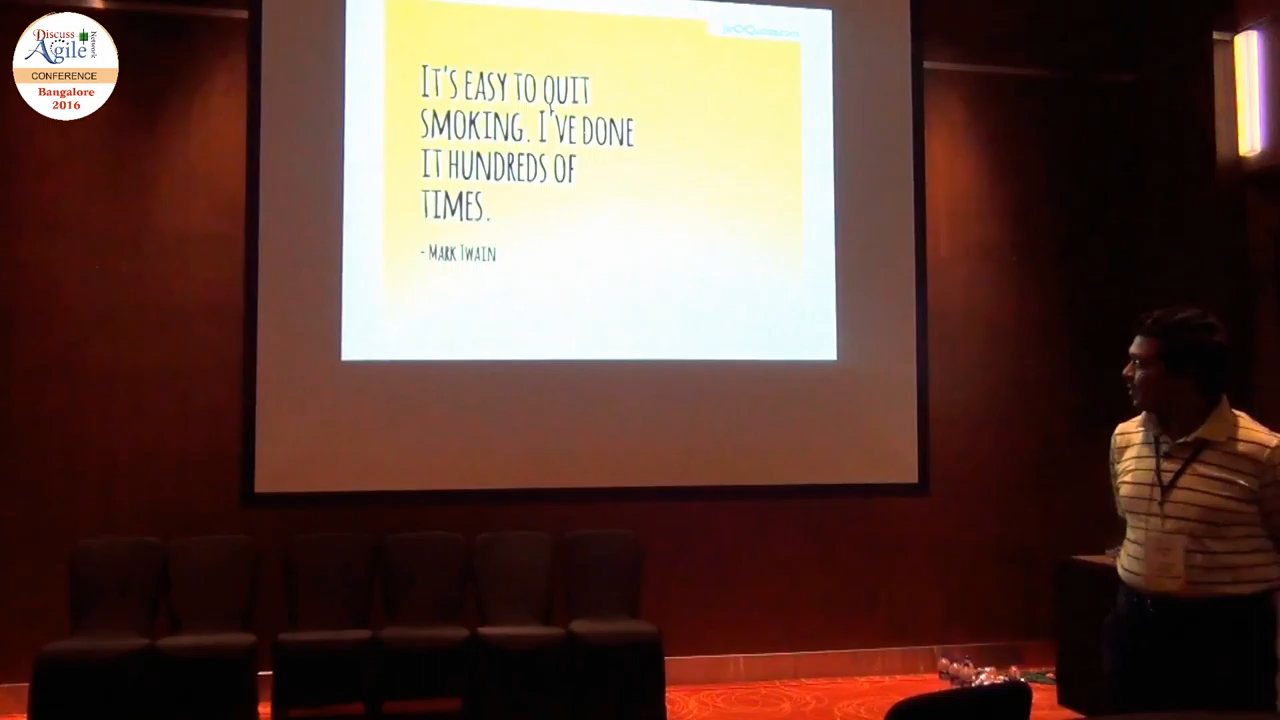 Discuss
Agile
Network
CONFERENCE
Bangalore
2016
IT'S EASY TO QUIT
SMOKING. I'VE DONE
IT HUNDREDS OF
TIMES.
- MARK TWAIN